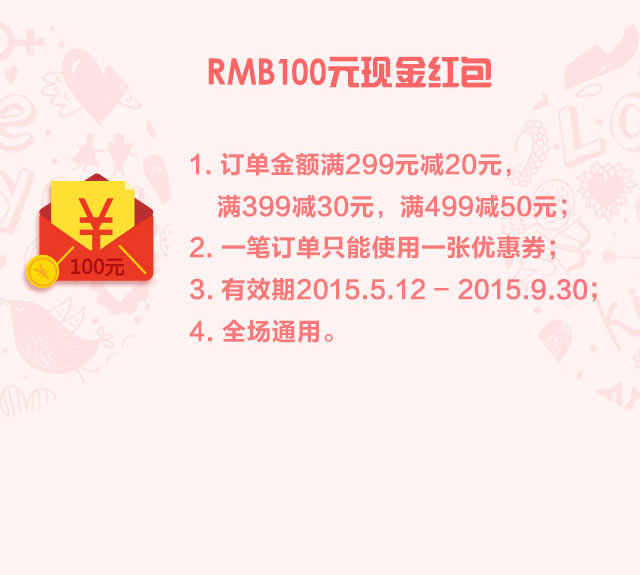 RMB100元现金红包
1. 订单金额满299元减20元，
满399减30元，满499减50元；
2. 一笔订单只能使用一张优惠券；
¥
¥
100元
3. 有效期2015.5.12 - 2015.9.30；
4. 全场通用。